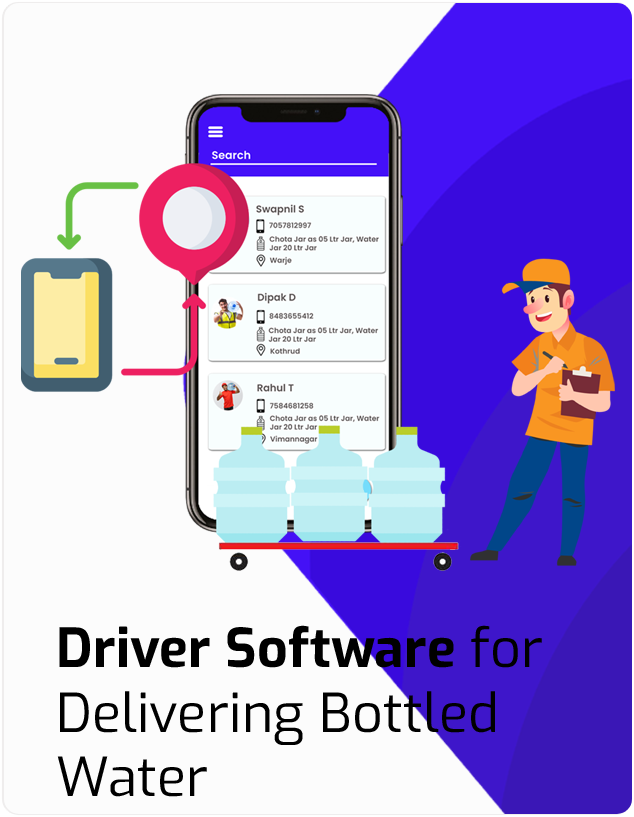 Search
Swapnil S
7057812997
Chota Jar as 05 Ltr Jar, Water
Jar 20 Ltr Jar
Warje
Dipak D
8483655412
Chota Jar as 05 Ltr Jar, Water
Jar 20 Ltr Jar
Kothrud
Rahul T
7584681258
Chota Jar as 05 Ltr Jar, Water
Jar 20 Ltr Jar
Vimannagar
Driver Software for
Delivering Bottled
Water